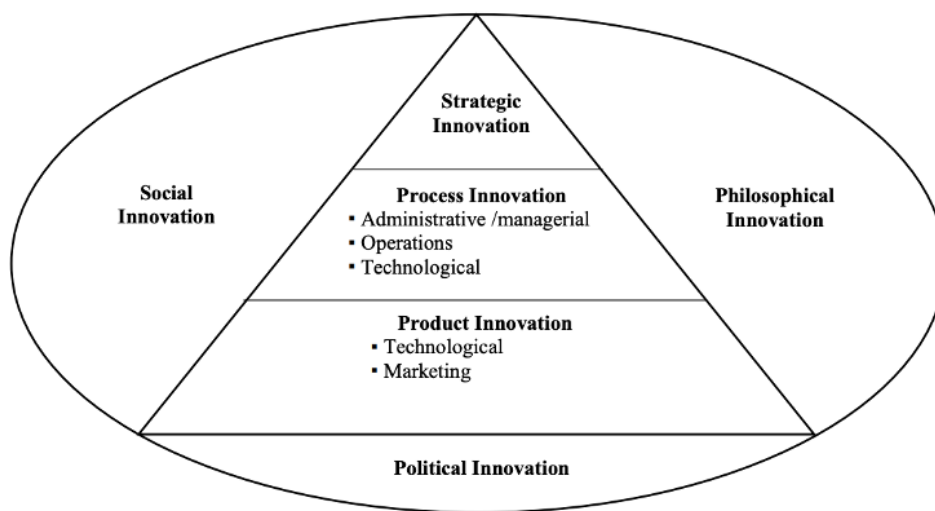 Strategic
Innovation
Social
Innovation
Process Innovation
▪ Administrative /managerial
▪ Operations
▪ Technological
Philosophical
Innovation
Product Innovation
▪ Technological
▪ Marketing
Political Innovation